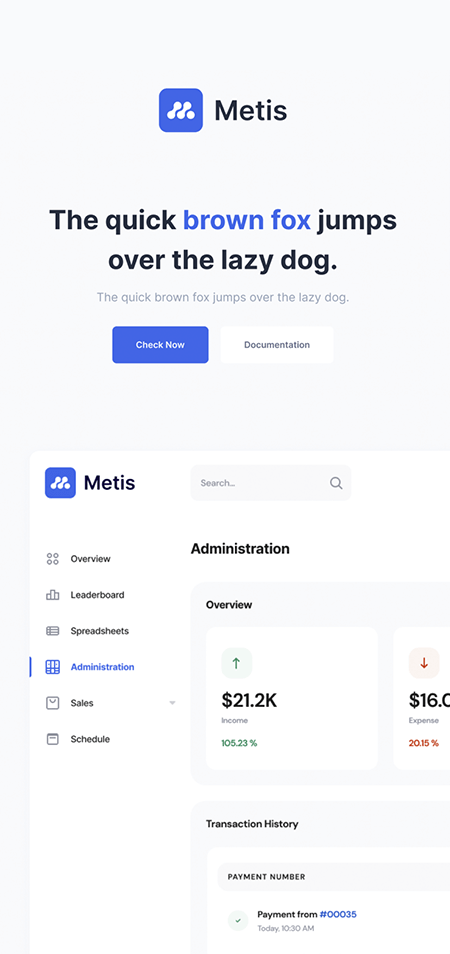 Metis
The quick brown fox jumps
over the lazy dog.
The quick brown fox jumps over the lazy dog.
Check Now
Documentation
Metis
Search...
Overview
Leaderboard
Spreadsheets
Administration
Sales
Schedule
Administration
Overview
$21.2K
Income
105.23 %
$16.0
Expense
20.15 %
Transaction History
PAYMENT NUMBER
Payment from #00035
Today, 10:30 AM